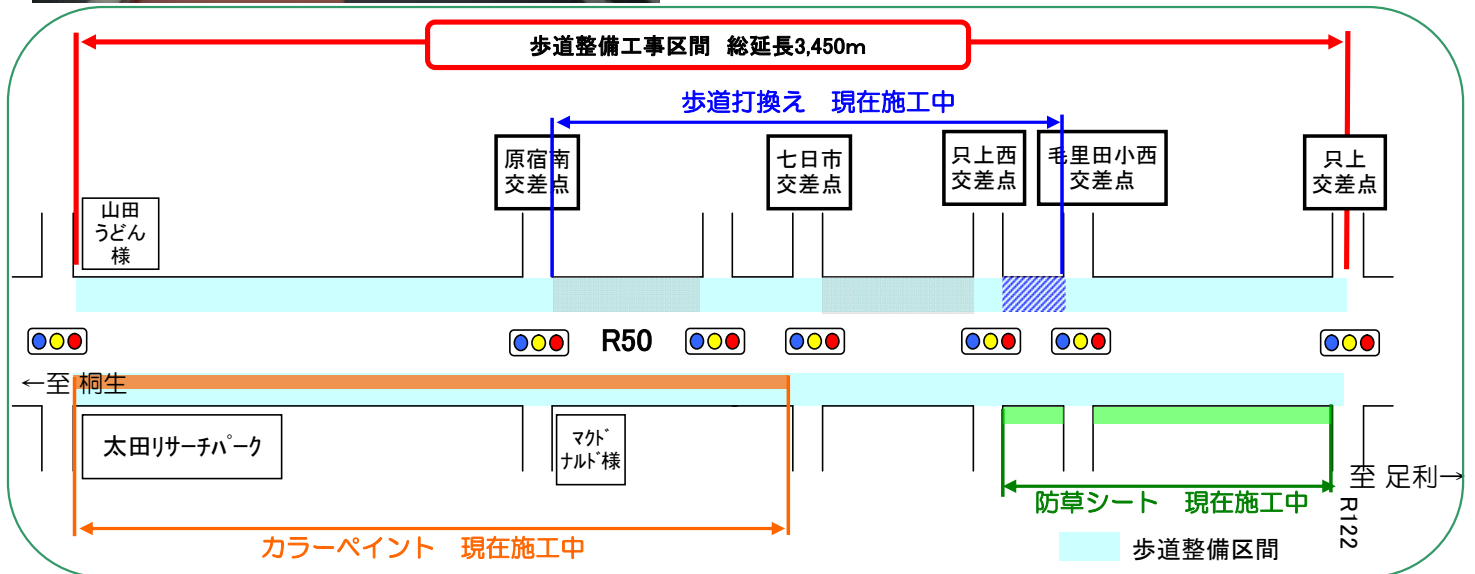 歩道整備工事区間 総延長3,450m
歩道打換え 現在施工中
原宿南
交差点
七日市
交差点
只上西
交差点
毛里田小西
交差点
只上
交差点
山田
うどん
様
R50
←至 桐生
太田リサーチパーク
マクド
ナルド様
至 足利→
R122
防草シート 現在施工中
カラーペイント 現在施工中
歩道整備区間